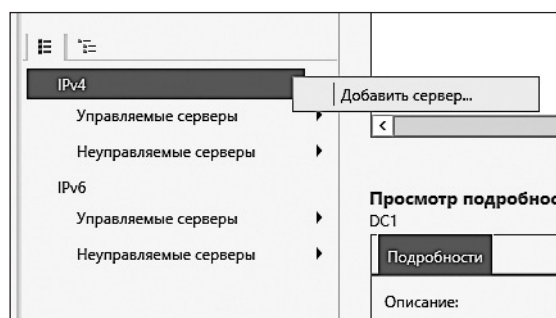 IPv4
Добавить сервер...
Управляемые серверы
Неуправляемые серверы
IPv6
Управляемые серверы
Неуправляемые серверы
Просмотр подробнос
DC1
Подробности
Описание: